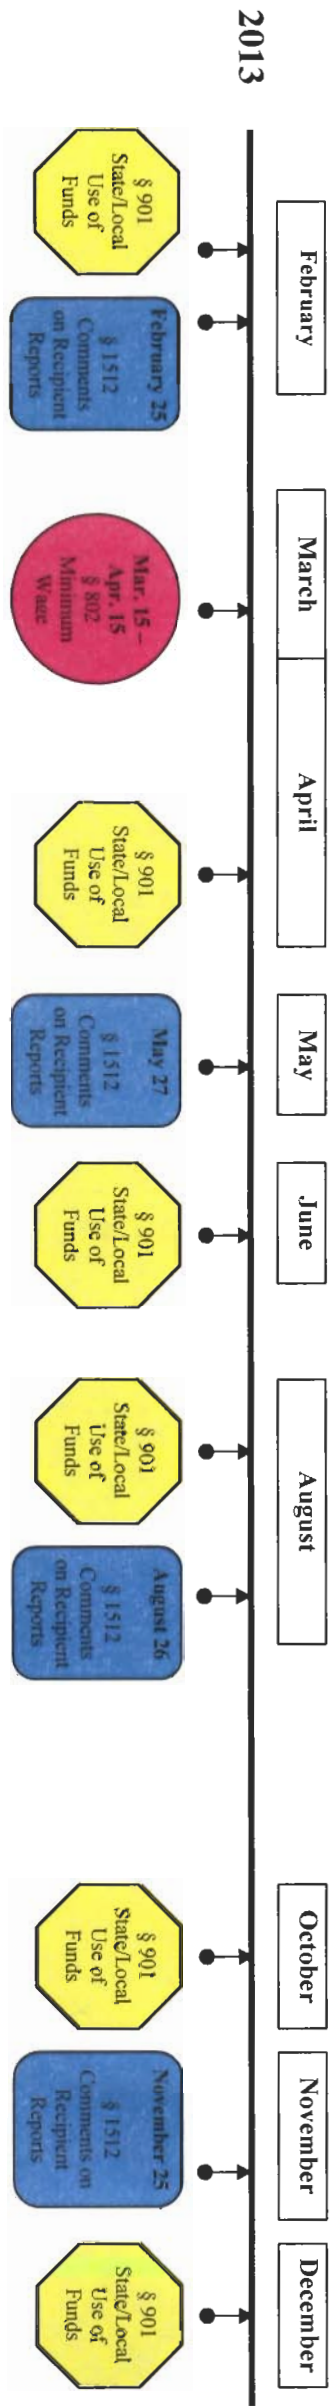 2013
February
March
April
May
June
August
October
November
December
§ 901
State/Local
Use of
Funds
February 25
§ 1512
Comments
on Recipient
Reports
Mar. 15 –
Apr. 15
§ 802
Minimum
Wage
§ 901
State/Local
Use of
Funds
May 27
§ 1512
Comments
on Recipient
Reports
§ 901
State/Local
Use of
Funds
§ 901
State/Local
Use of
Funds
August 26
§ 1512
Comments
on Recipient
Reports
§ 901
State/Local
Use of
Funds
November 25
§ 1512
Comments on
Recipient
Reports
§ 901
State/Local
Use of
Funds